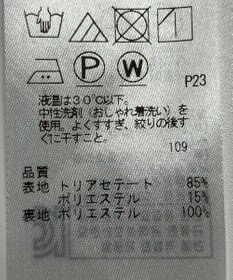 P W P23
液温は30℃以下。
中性洗剤（おしゃれ着洗い）を
使用。よくすすぎ、絞りの後す
ぐに干すこと。
109
品質
表地 トリアセテート 85%
ポリエステル 15%
裏地 ポリエステル 100%